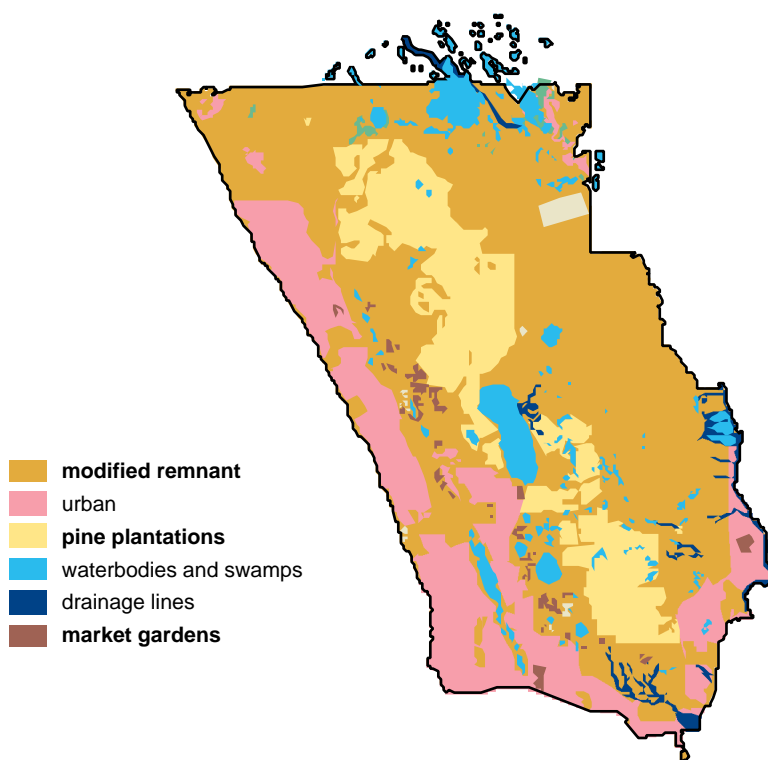 modified remnant
urban
pine plantations
waterbodies and swamps
drainage lines
market gardens